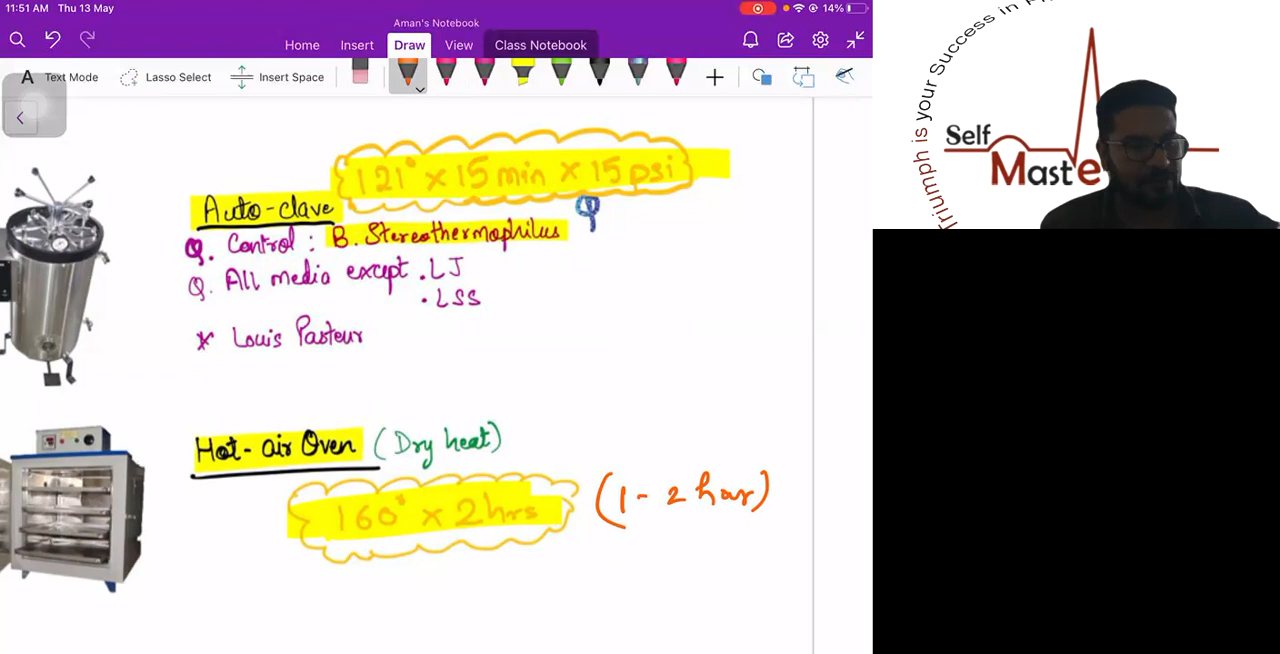 11:51 AM Thu 13 May
14%
Aman's Notebook
Home Insert Draw View Class Notebook
A Text Mode Lasso Select Insert Space
Triumph is your Success in
Self
Maste
121° x 15 min x 15 psi
Auto-clave
Q
Q. Control : B. Stereothermophilus
Q. All media except . LJ
. LSS
* Louis Pasteur
Hot-air Oven (Dry heat)
160° x 2 hrs (1-2 hour)